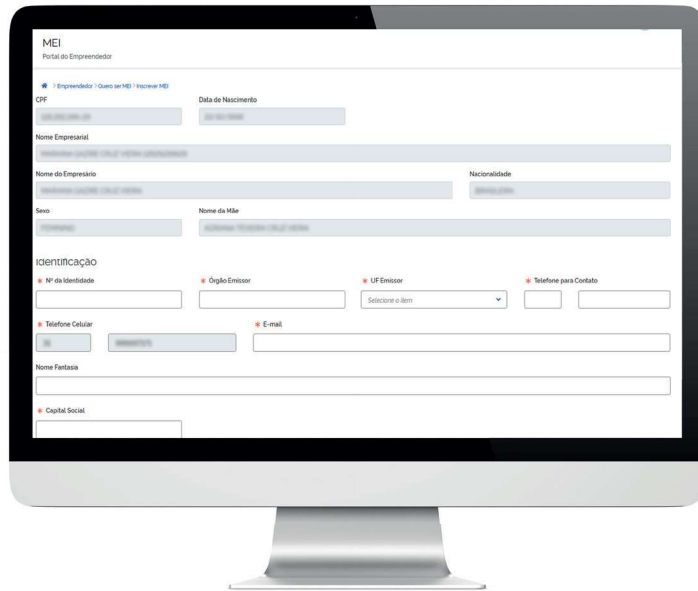 MEI
Portal do Empreendedor
> Empreendedor > Quero ser MEI > Inscrever MEI
CPF Data de Nascimento
Nome Empresarial
Nome do Empresário Nacionalidade
Sexo Nome da Mãe
Identificação
* Nº da Identidade * Órgão Emissor * UF Emissor * Telefone para Contato
Selecione o item
* Telefone Celular * E-mail
Nome Fantasia
* Capital Social